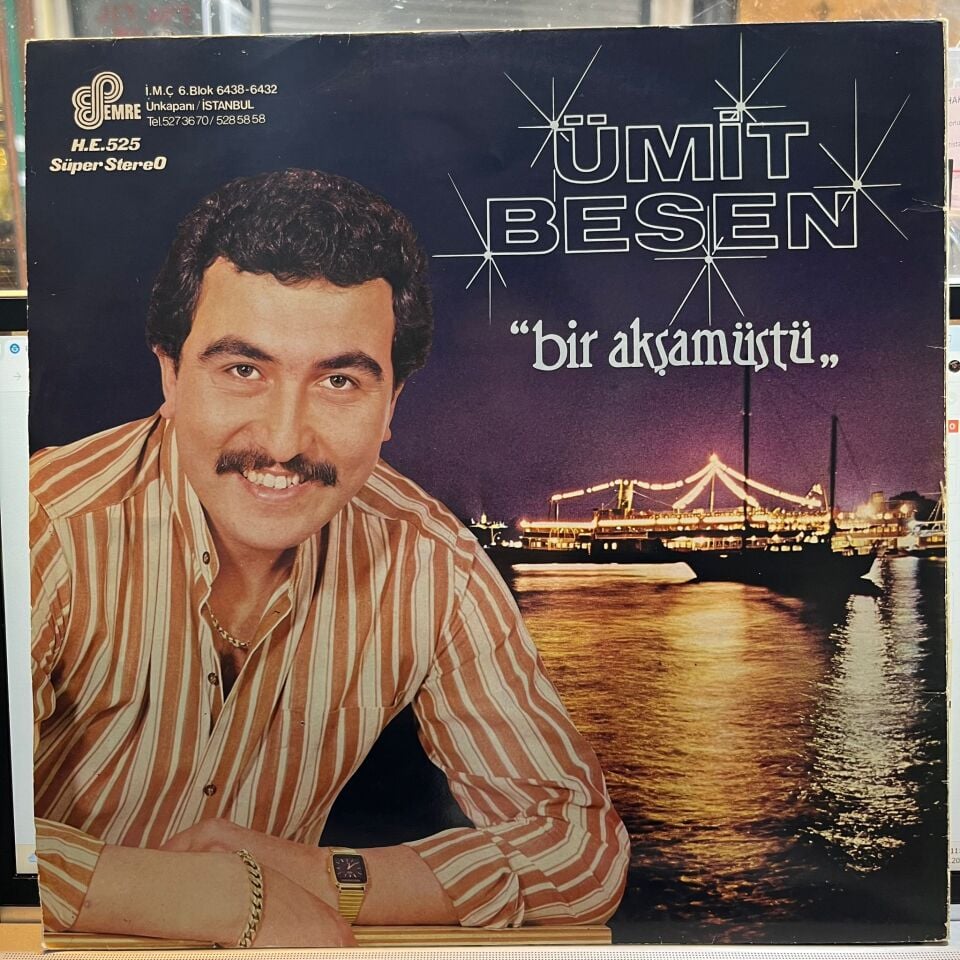 EMRE
İ.M.Ç 6.Blok 6438-6432
Unkapanı / İSTANBUL
Tel.527 36 70 / 528 58 58
H.E.525
Süper StereO
ÜMİT
BESEN
“bir akşamüstü„